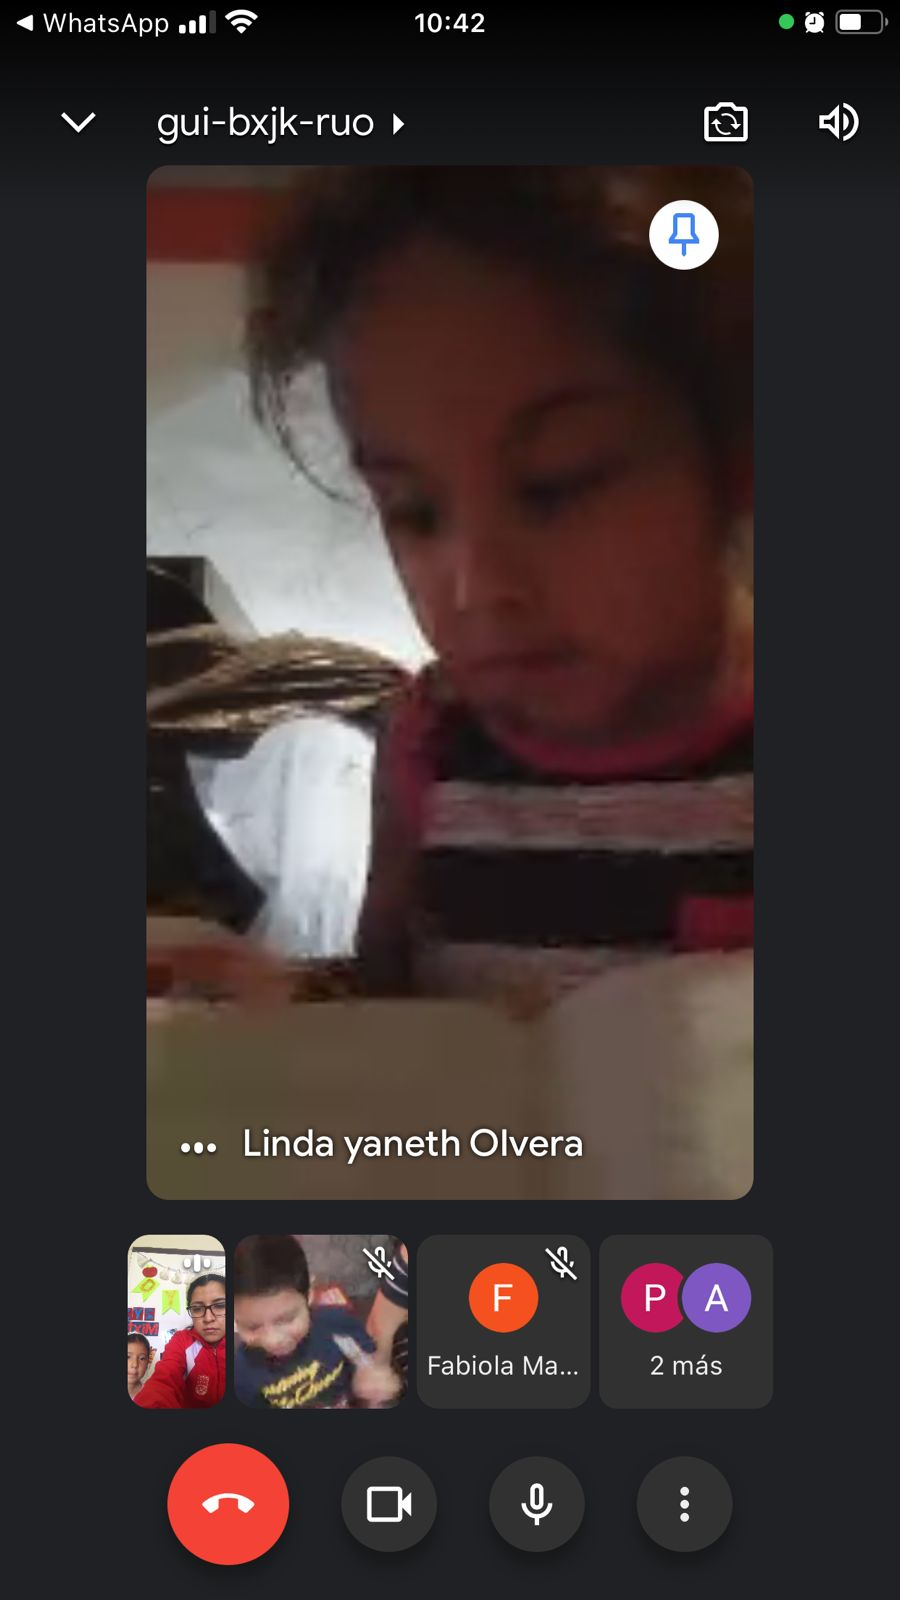 WhatsApp
10:42
gui-bxjk-ruo
Linda yaneth Olvera
F
Fabiola Ma...
P A
2 más